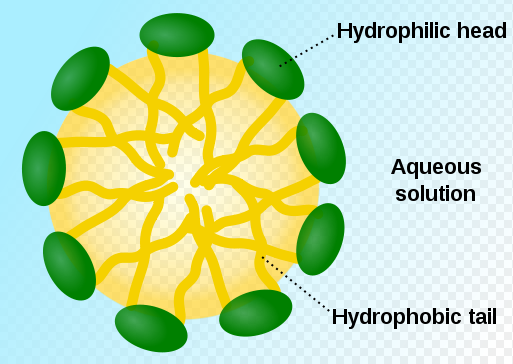 Hydrophilic head
Aqueous
solution
Hydrophobic tail